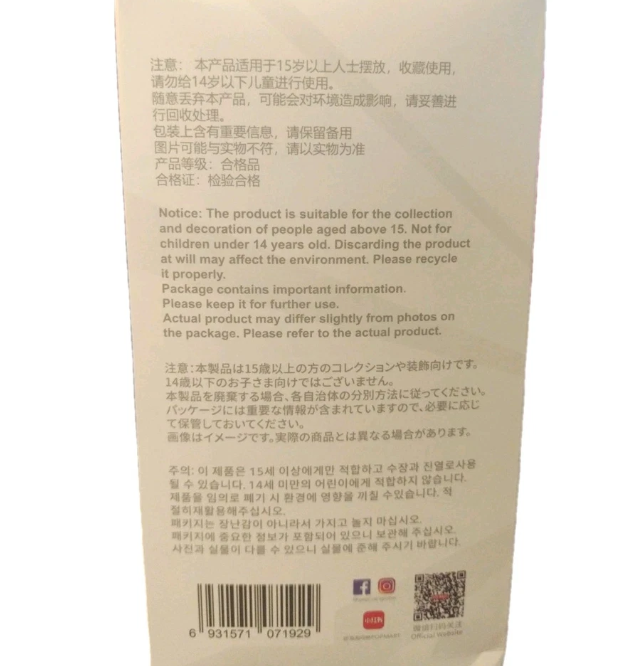 注意： 本产品适用于15岁以上人士摆放，收藏使用，
请勿给14岁以下儿童进行使用。
随意丢弃本产品，可能会对环境造成影响，请妥善进
行回收处理。
包装上含有重要信息，请保留备用
图片可能与实物不符，请以实物为准
产品等级：合格品
合格证：检验合格
Notice: The product is suitable for the collection
and decoration of people aged above 15. Not for
children under 14 years old. Discarding the product
at will may affect the environment. Please recycle
it properly.
Package contains important information.
Please keep it for further use.
Actual product may differ slightly from photos on
the package. Please refer to the actual product.
注意：本製品は15歳以上の方のコレクションや装飾向けです。
14歳以下のお子さま向けではございません。
本製品を廃棄する場合、各自治体の分別方法に従ってください。
パッケージには重要な情報が含まれていますので、必要に応じ
て保管しておいてください。
画像はイメージです。実際の商品とは異なる場合があります。
주의: 이 제품은 15세 이상에게만 적합하고 수장과 진열로사용
될 수 있습니다. 14세 미만의 어린이에게 적합하지 않습니다.
제품을 임의로 폐기 시 환경에 영향을 끼칠 수있습니다. 적
절히재활용해주십시오.
패키지는 장난감이 아니라서 가지고 놀지 마십시오.
패키지에 중요한 정보가 포함되어 있으니 보관해 주십시오.
사진과 실물이 다를 수 있으니 실물에 준해 주시기 바랍니다.
6 931571 071929
小红书
微信扫码关注
Official Website